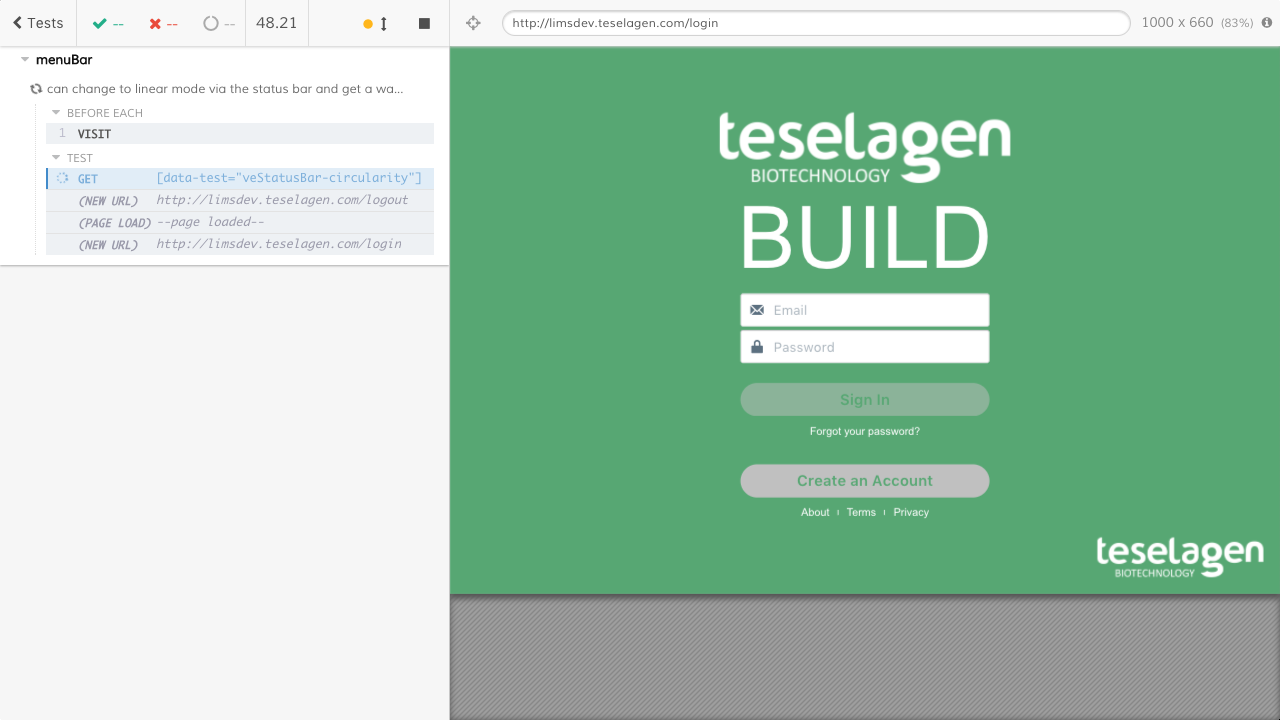 Tests
--
--
--
48.21
http://limsdev.teselagen.com/login
1000 x 660 (83%)
menuBar
can change to linear mode via the status bar and get a wa...
BEFORE EACH
1 VISIT
TEST
GET [data-test="veStatusBar-circularity"]
(NEW URL) http://limsdev.teselagen.com/logout
(PAGE LOAD) --page loaded--
(NEW URL) http://limsdev.teselagen.com/login
teselagen
BIOTECHNOLOGY
BUILD
Email
Password
Sign In
Forgot your password?
Create an Account
About Terms Privacy
teselagen
BIOTECHNOLOGY